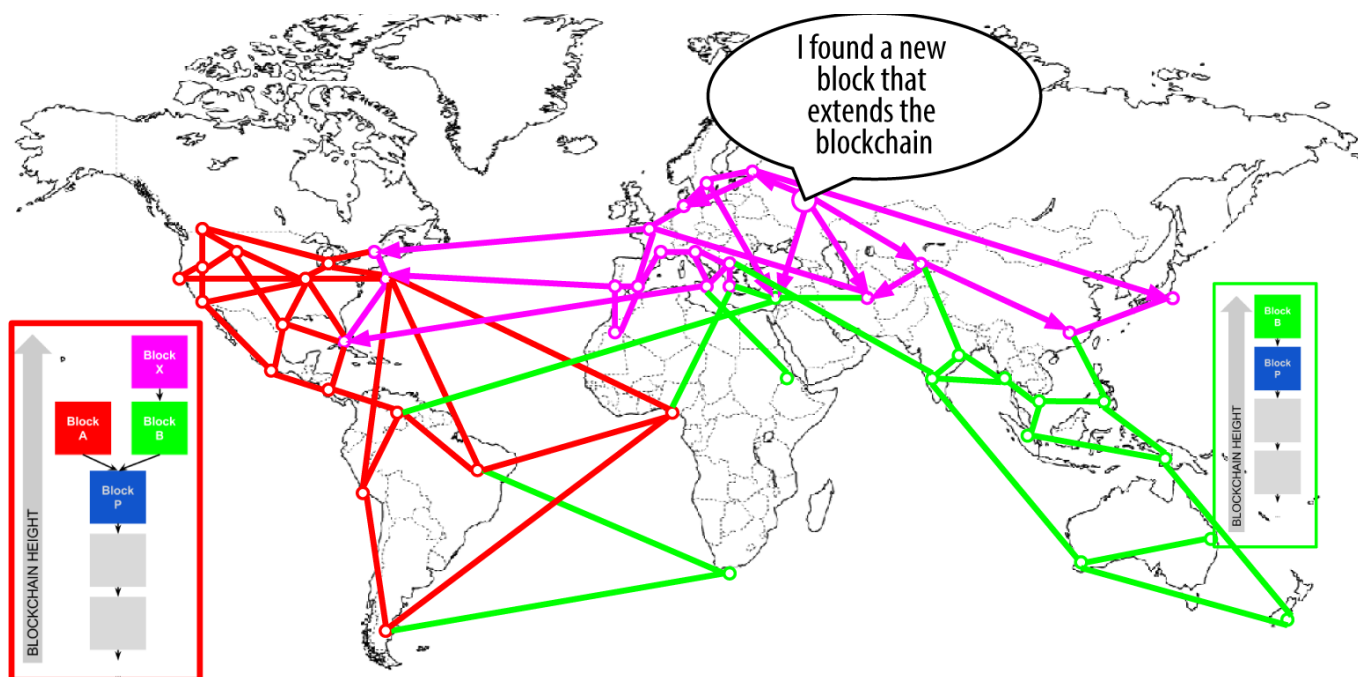 I found a new
block that
extends the
blockchain
BLOCKCHAIN HEIGHT
Block
X
Block
A
Block
B
Block
P
BLOCKCHAIN HEIGHT
Block
B
Block
P